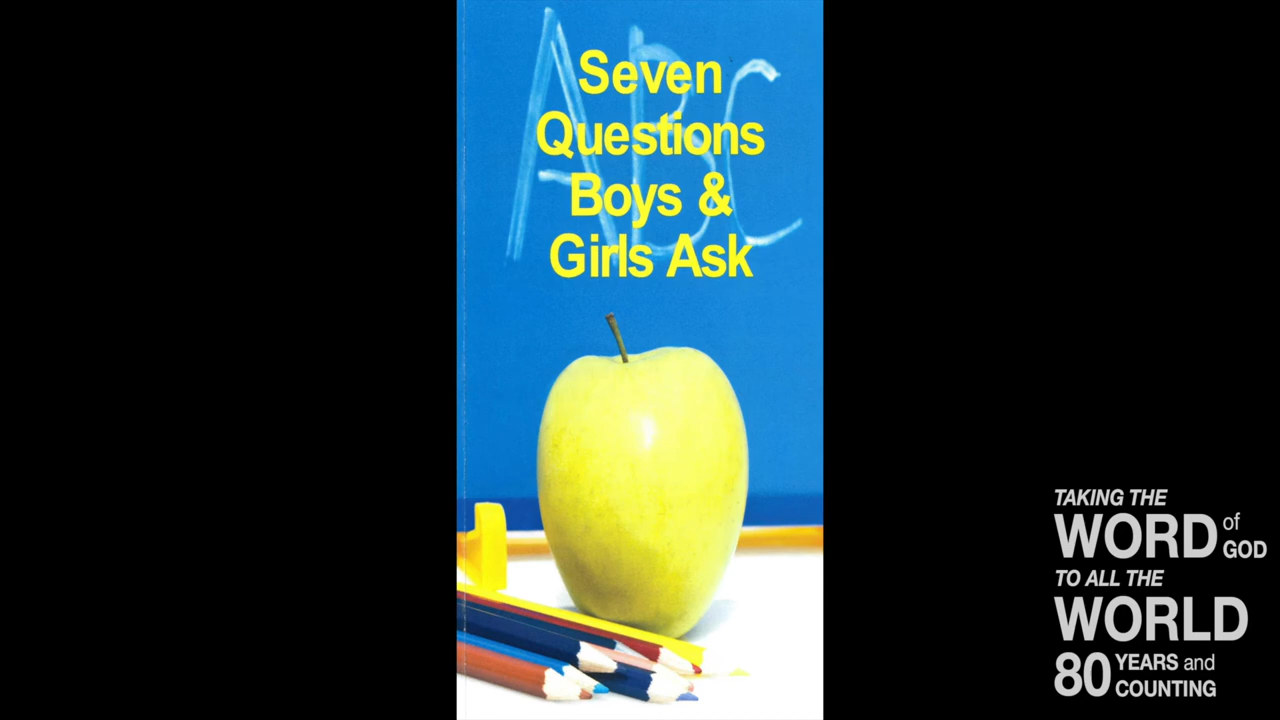 ABC
Seven
Questions
Boys &
Girls Ask
TAKING THE
WORD of GOD
TO ALL THE
WORLD
80 YEARS and
COUNTING